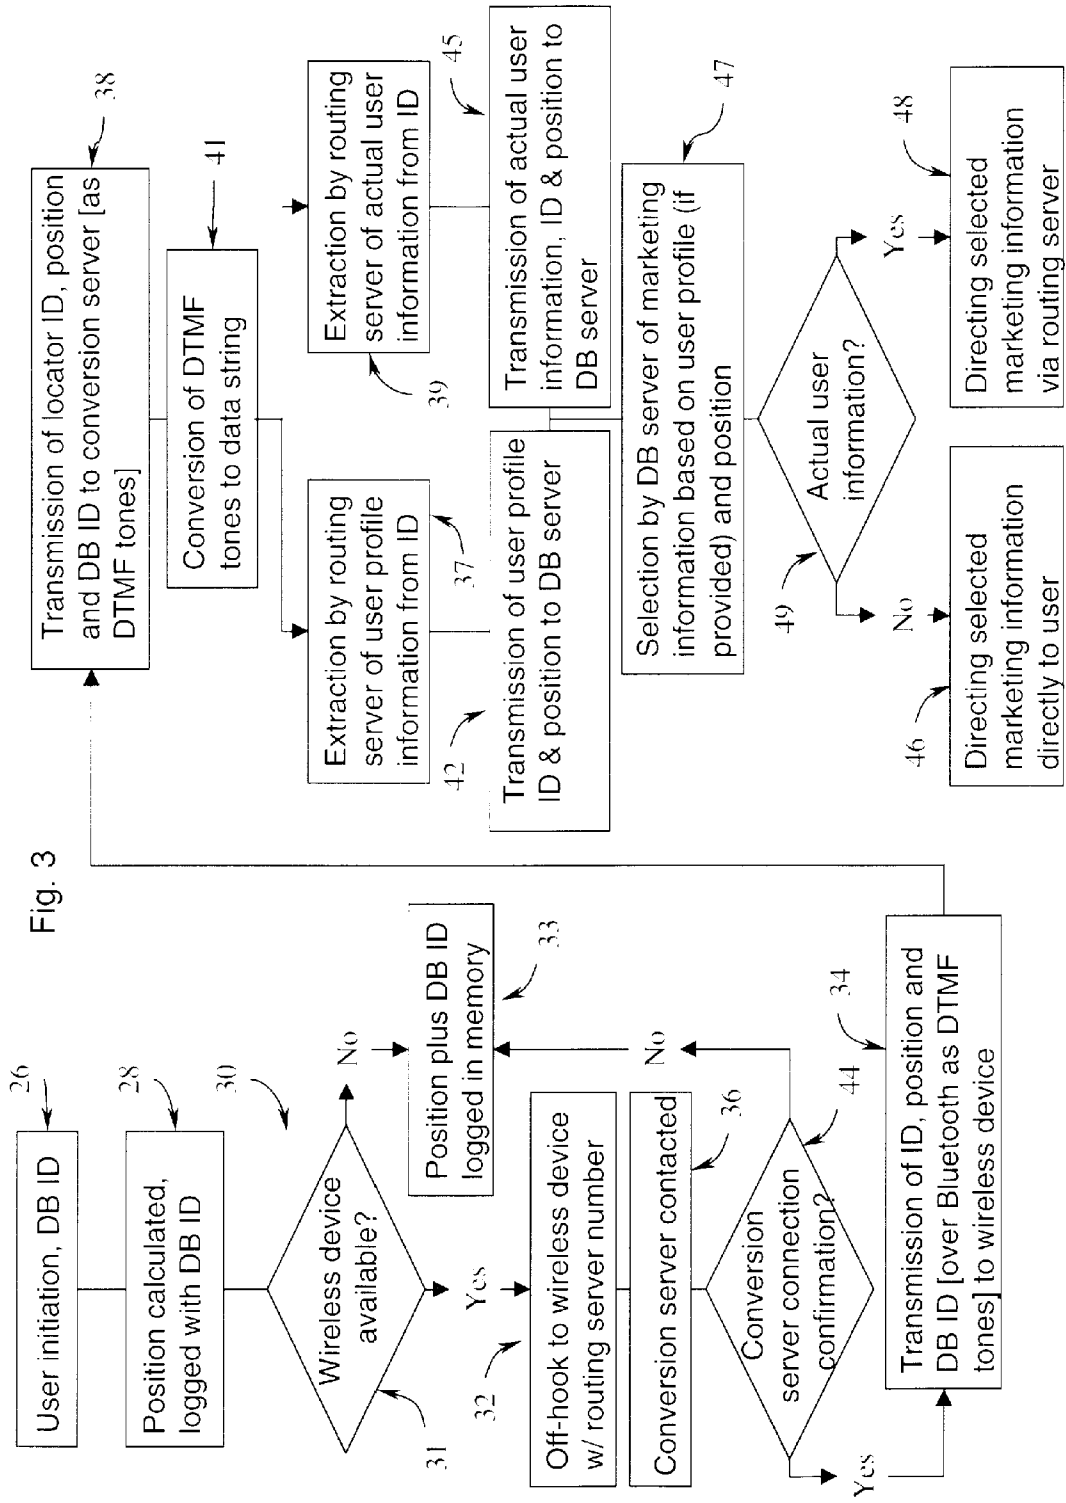 Fig. 3
User initiation, DB ID
26
Position calculated,
logged with DB ID
28
30
Wireless device
available?
31
No
Position plus DB ID
logged in memory
33
Yes
32
Off-hook to wireless device
w/ routing server number
Conversion server contacted
36
Conversion
server connection
confirmation?
44
No
Yes
Transmission of ID, position and
DB ID [over Bluetooth as DTMF
tones] to wireless device
34
Transmission of locator ID, position
and DB ID to conversion server [as
DTMF tones]
38
Conversion of DTMF
tones to data string
41
Extraction by routing
server of user profile
information from ID
37
Extraction by routing
server of actual user
information from ID
39
42
Transmission of user profile
ID & position to DB server
45
Transmission of actual user
information, ID & position to
DB server
Selection by DB server of marketing
information based on user profile (if
provided) and position
47
Actual user
information?
49
No
Yes
46
Directing selected
marketing information
directly to user
48
Directing selected
marketing information
via routing server